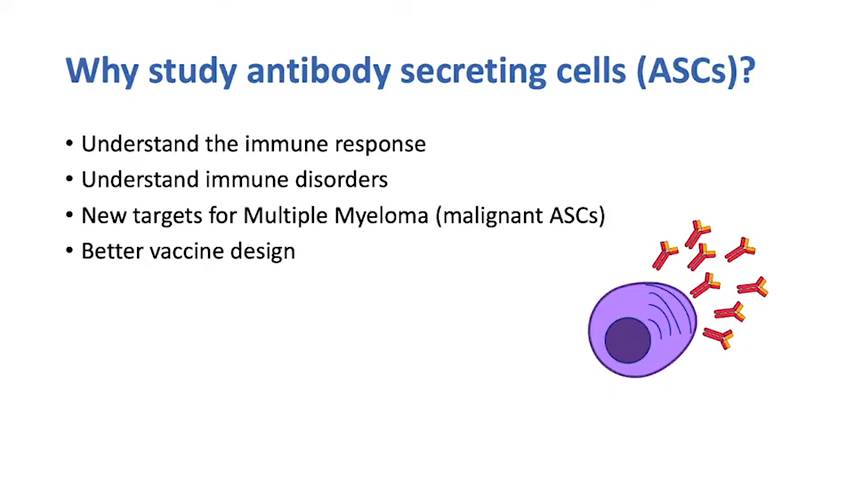 Why study antibody secreting cells (ASCs)?
• Understand the immune response
• Understand immune disorders
• New targets for Multiple Myeloma (malignant ASCs)
• Better vaccine design